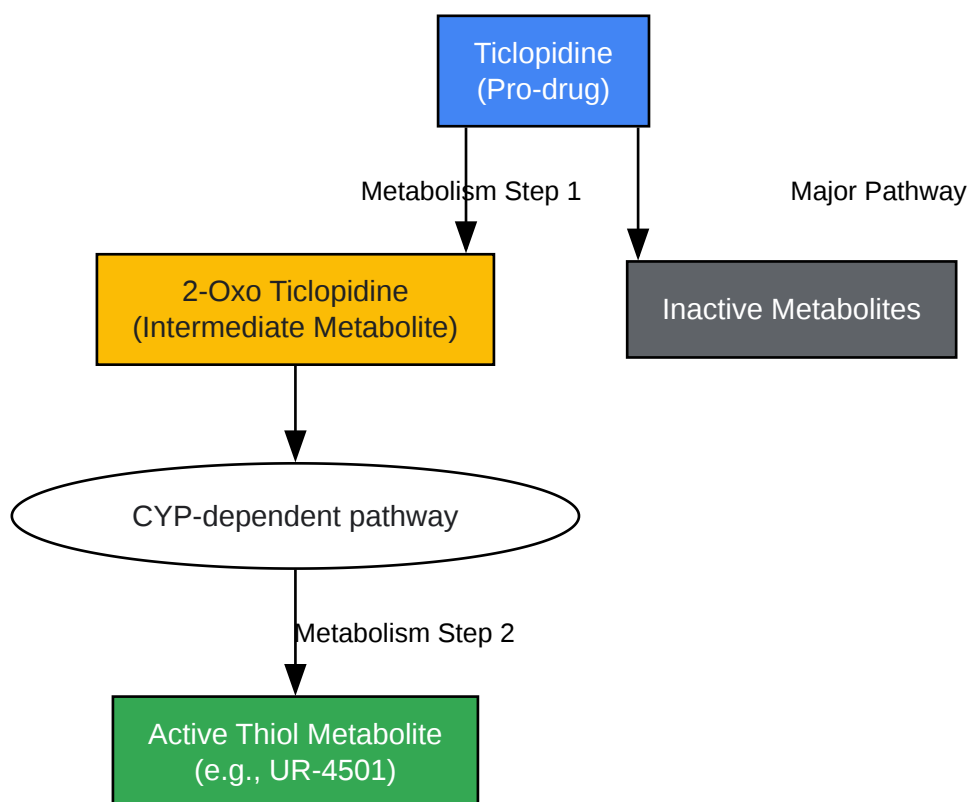 Ticlopidine
(Pro-drug)
Metabolism Step 1
Major Pathway
2-Oxo Ticlopidine
(Intermediate Metabolite)
Inactive Metabolites
CYP-dependent pathway
Metabolism Step 2
Active Thiol Metabolite
(e.g., UR-4501)